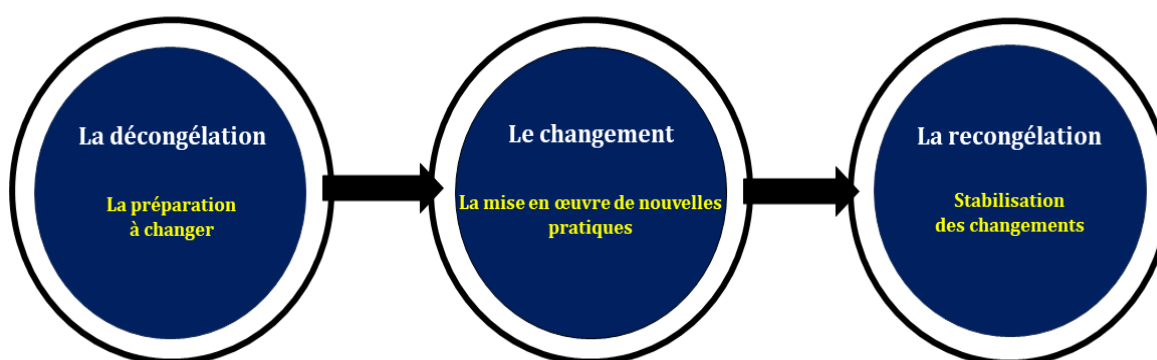 La décongélation
La préparation
à changer
Le changement
La mise en œuvre de nouvelles
pratiques
La recongélation
Stabilisation
des changements